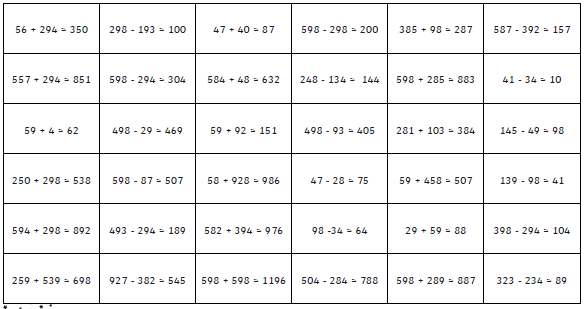 56 + 294 = 350 298 - 193 = 100 47 + 40 = 87 598 - 298 = 200 385 + 98 = 287 587 - 392 = 157
557 + 294 = 851 598 - 294 = 304 584 + 48 = 632 248 - 134 = 144 598 + 285 = 883 41 - 34 = 10
59 + 4 = 62 498 - 29 = 469 59 + 92 = 151 498 - 93 = 405 281 + 103 = 384 145 - 49 = 98
250 + 298 = 538 598 - 87 = 507 58 + 928 = 986 47 - 28 = 75 59 + 458 = 507 139 - 98 = 41
594 + 298 = 892 493 - 294 = 189 582 + 394 = 976 98 -34 = 64 29 + 59 = 88 398 - 294 = 104
259 + 539 = 698 927 - 382 = 545 598 + 598 = 1196 504 - 284 = 788 598 + 289 = 887 323 - 234 = 89